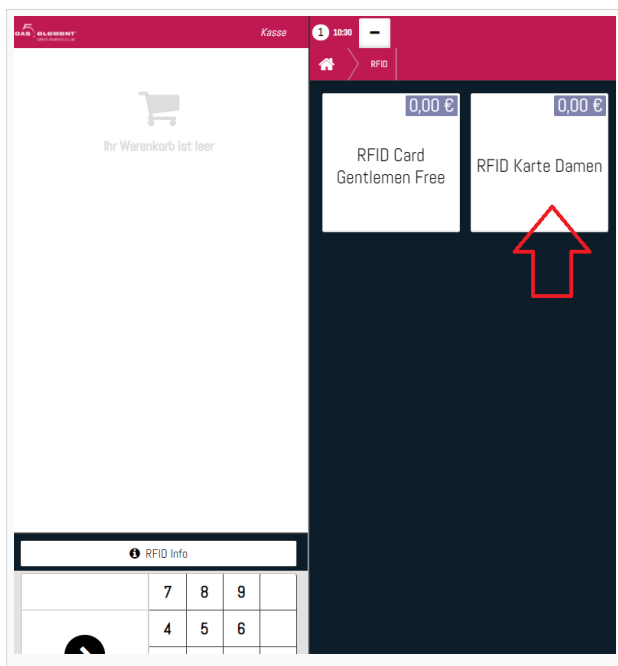 DAS 5 ELEMENT
Kasse
1 10:30
RFID
Ihr Warenkorb ist leer
0,00 €
RFID Card
Gentlemen Free
0,00 €
RFID Karte Damen
RFID Info
7 8 9
4 5 6